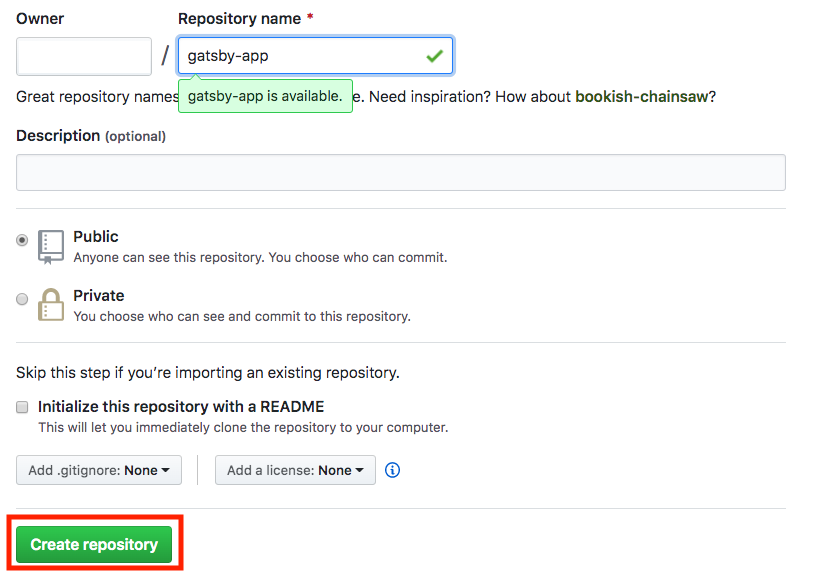 Owner
Repository name *
/
gatsby-app
Great repository names
e. Need inspiration? How about bookish-chainsaw?
gatsby-app is available.
Description (optional)
Public
Anyone can see this repository. You choose who can commit.
Private
You choose who can see and commit to this repository.
Skip this step if you’re importing an existing repository.
Initialize this repository with a README
This will let you immediately clone the repository to your computer.
Add .gitignore: None
Add a license: None
Create repository